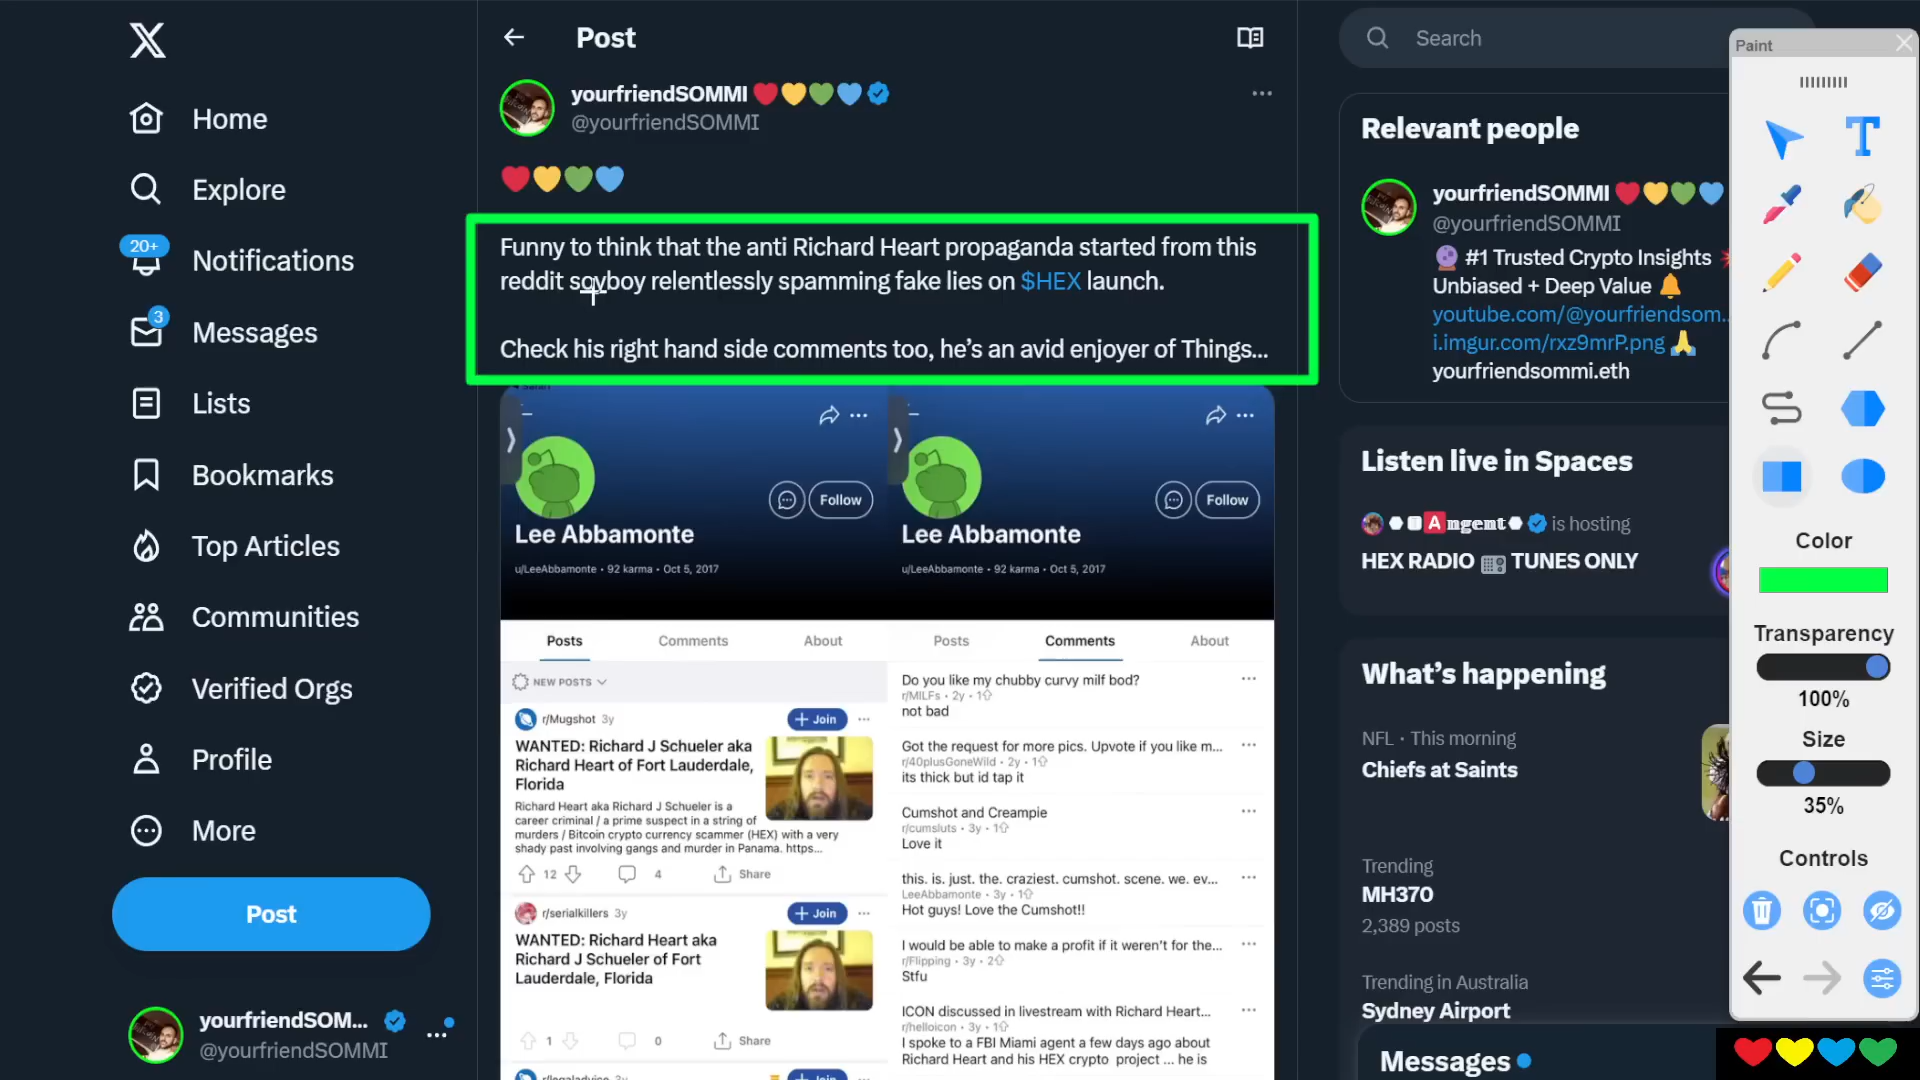 Home
Explore
20+
Notifications
3
Messages
Lists
Bookmarks
Top Articles
Communities
Verified Orgs
Profile
More
Post
yourfriendSOM...
@yourfriendSOMMI
Post
yourfriendSOMMI
@yourfriendSOMMI
Funny to think that the anti Richard Heart propaganda started from this
reddit soyboy relentlessly spamming fake lies on $HEX launch.
Check his right hand side comments too, he's an avid enjoyer of Things...
Follow
Lee Abbamonte
u/LeeAbbamonte • 92 karma • Oct 5, 2017
Posts Comments About
NEW POSTS
r/Mugshot 3y
Join
WANTED: Richard J Schueler aka
Richard Heart of Fort Lauderdale,
Florida
Richard Heart aka Richard J Schueler is a
career criminal / a prime suspect in a string of
murders / Bitcoin crypto currency scammer (HEX) with a very
shady past involving gangs and murder in Panama. https...
12 4 Share
r/serialkillers 3y
Join
WANTED: Richard Heart aka
Richard J Schueler of Fort
Lauderdale, Florida
1 0 Share
r/legaladvice 3y
Join
Follow
Lee Abbamonte
u/LeeAbbamonte • 92 karma • Oct 5, 2017
Posts Comments About
Do you like my chubby curvy milf bod?
r/MILFs • 2y • 1
not bad
Got the request for more pics. Upvote if you like m...
r/40plusGoneWild • 2y • 1
its thick but id tap it
Cumshot and Creampie
r/cumsluts • 3y • 1
Love it
this. is. just. the. craziest. cumshot. scene. we. ev...
LeeAbbamonte • 3y • 1
Hot guys! Love the Cumshot!!
I would be able to make a profit if it weren't for the...
r/Flipping • 3y • 2
Stfu
ICON discussed in livestream with Richard Heart...
r/helloicon • 3y • 1
I spoke to a FBI Miami agent a few days ago about
Richard Heart and his HEX crypto project ... he is
Search
Relevant people
yourfriendSOMMI
@yourfriendSOMMI
#1 Trusted Crypto Insights
Unbiased + Deep Value
youtube.com/@yourfriendsom...
i.imgur.com/rxz9mrP.png
yourfriendsommi.eth
Listen live in Spaces
Angent is hosting
HEX RADIO TUNES ONLY
What's happening
NFL · This morning
Chiefs at Saints
Trending
MH370
2,389 posts
Trending in Australia
Sydney Airport
Messages
Paint
T
Color
Transparency
100%
Size
35%
Controls